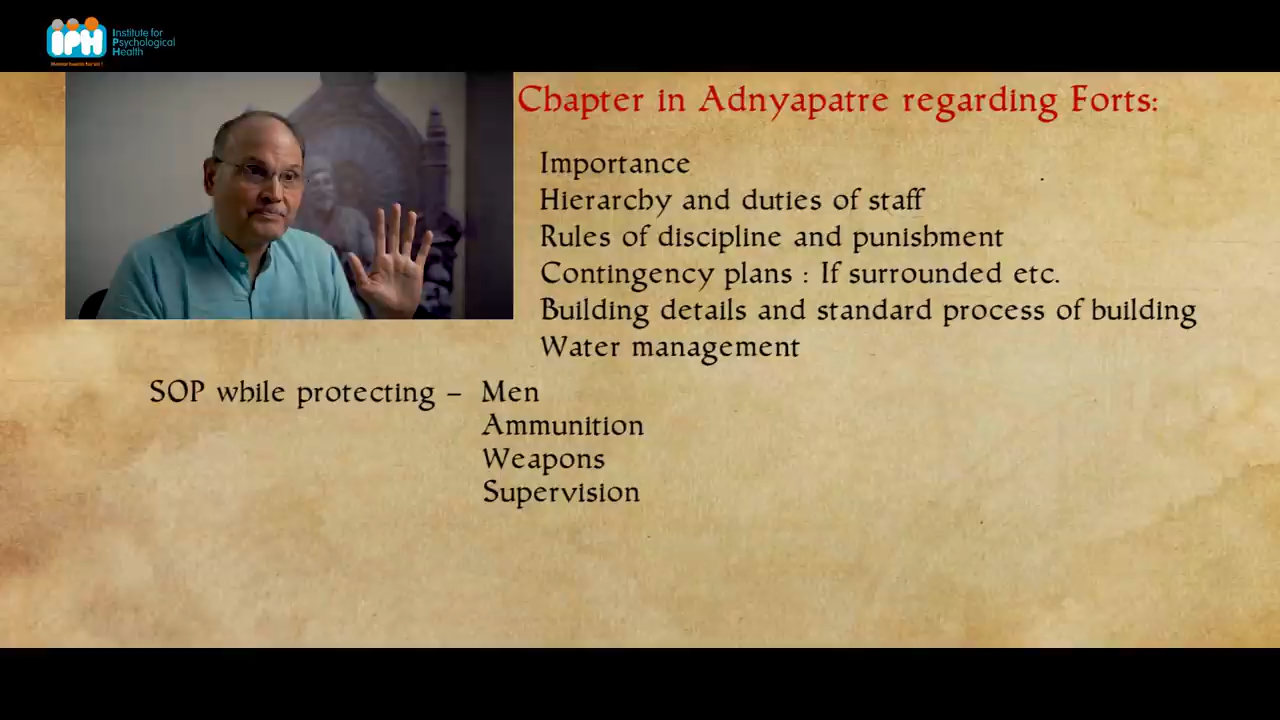 IPH
Institute for
Psychological
Health
Chapter in Adnyapatre regarding Forts:
Importance
Hierarchy and duties of staff
Rules of discipline and punishment
Contingency plans : If surrounded etc.
Building details and standard process of building
Water management
SOP while protecting – Men
Ammunition
Weapons
Supervision